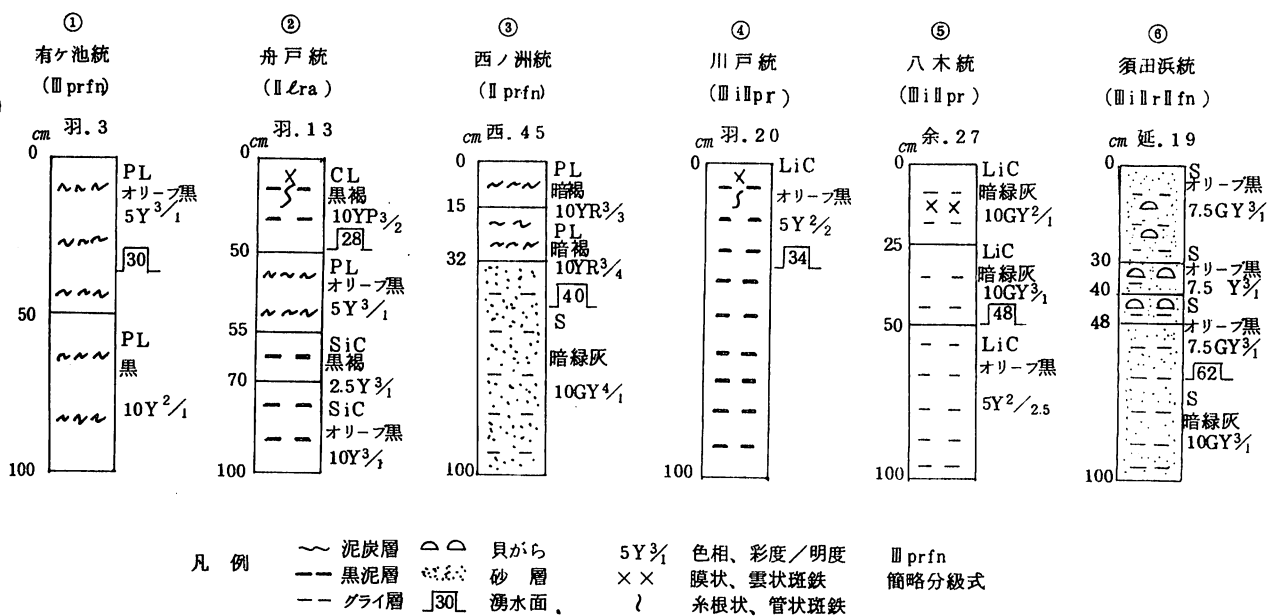 ①
有ケ池統
(Ⅲprfn)
cm 羽.3
0
PL
オリーブ黒
5Y3/1
30
50
PL
黒
10Y2/1
100
②
舟戸統
(Ⅱℓra)
cm 羽.13
0
CL
黒褐
10YP3/2
28
50
PL
オリーブ黒
5Y3/1
55
SiC
黒褐
70
2.5Y3/1
SiC
オリーブ黒
10Y3/1
100
③
西ノ洲統
(Ⅱprfn)
cm 西.45
0
PL
暗褐
15
10YR3/3
PL
暗褐
32
10YR3/4
40
S
暗緑灰
10GY4/1
100
④
川戸統
(ⅢiⅡpr)
cm 羽.20
0
LiC
オリーブ黒
5Y2/2
34
100
⑤
八木統
(ⅢiⅡpr)
cm 余.27
0
LiC
暗緑灰
10GY2/1
25
LiC
暗緑灰
10GY3/1
48
50
LiC
オリーブ黒
5Y2/2.5
100
⑥
須田浜統
(ⅢiⅡrⅡfn)
cm 延.19
0
S
オリーブ黒
7.5GY3/1
S
30
オリーブ黒
40
7.5 Y3/1
48
オリーブ黒
7.5GY3/1
62
S
暗緑灰
10GY3/1
100
凡 例
泥炭層 貝がら 5Y3/1 色相、彩度/明度 Ⅲprfn
黒泥層 砂 層 ×× 膜状、雲状斑鉄 簡略分級式
グライ層 30 湧水面、 糸根状、管状斑鉄